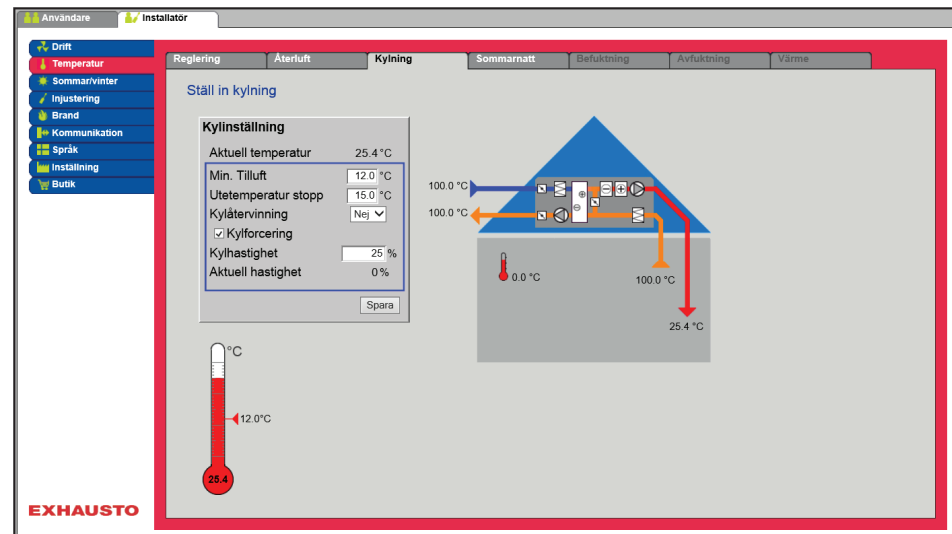 Användare Installatör
Drift
Temperatur
Sommar/vinter
Injustering
Brand
Kommunikation
Språk
Inställning
Butik
EXHAUSTO
Reglering Återluft Kylning Sommarnatt Befuktning Avfuktning Värme
Ställ in kylning
Kylinställning
Aktuell temperatur 25.4°C
Min. Tilluft 12.0 °C
Utetemperatur stopp 15.0 °C
Kylåtervinning Nej
Kylforcering
Kylhastighet 25 %
Aktuell hastighet 0%
Spara
°C
12.0°C
25.4
100.0 °C
100.0 °C
0.0 °C
100.0 °C
25.4 °C